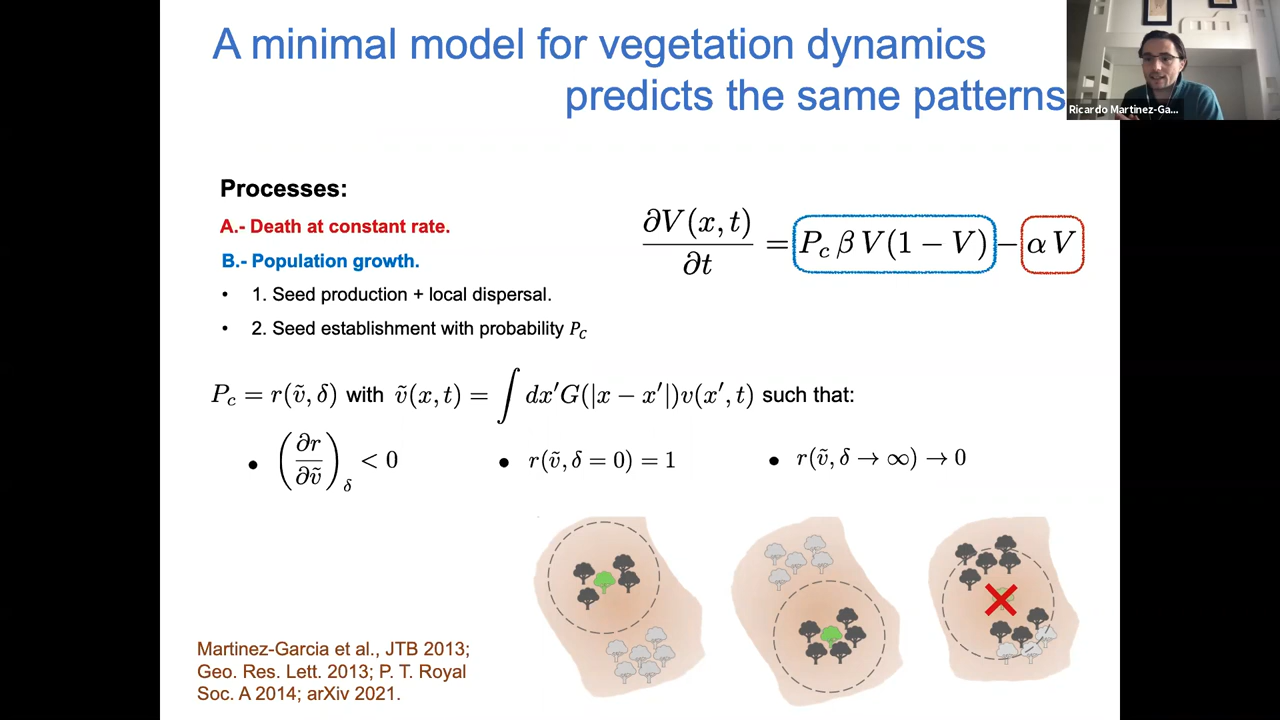 A minimal model for vegetation dynamics
predicts the same patterns
Ricardo Martinez-Ga...
Processes:
A.- Death at constant rate.
B.- Population growth.
• 1. Seed production + local dispersal.
• 2. Seed establishment with probability P_c
∂V(x,t)/∂t = P_c β V(1 − V) − α V
P_c = r(ṽ, δ) with ṽ(x,t) = ∫ dx′G(|x − x′|)v(x′,t) such that:
• (∂r/∂ṽ)_δ < 0 • r(ṽ, δ = 0) = 1 • r(ṽ, δ → ∞) → 0
Martinez-Garcia et al., JTB 2013;
Geo. Res. Lett. 2013; P. T. Royal
Soc. A 2014; arXiv 2021.